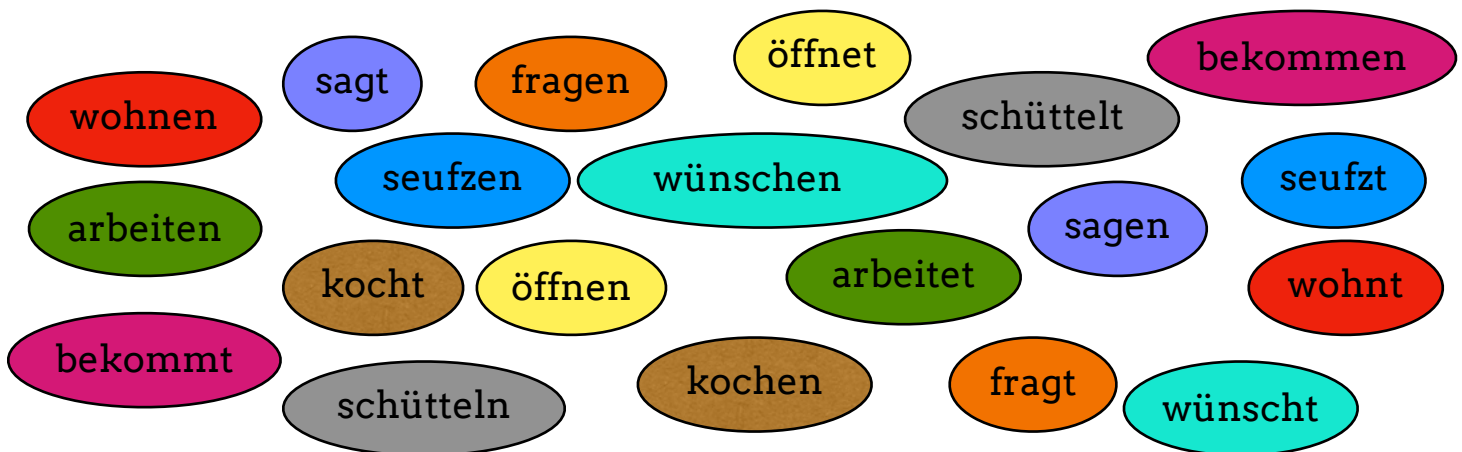 öffnet
bekommen
sagt
fragen
wohnen
schüttelt
seufzen
wünschen
seufzt
arbeiten
sagen
kocht
öffnen
arbeitet
wohnt
bekommt
kochen
fragt
schütteln
wünscht